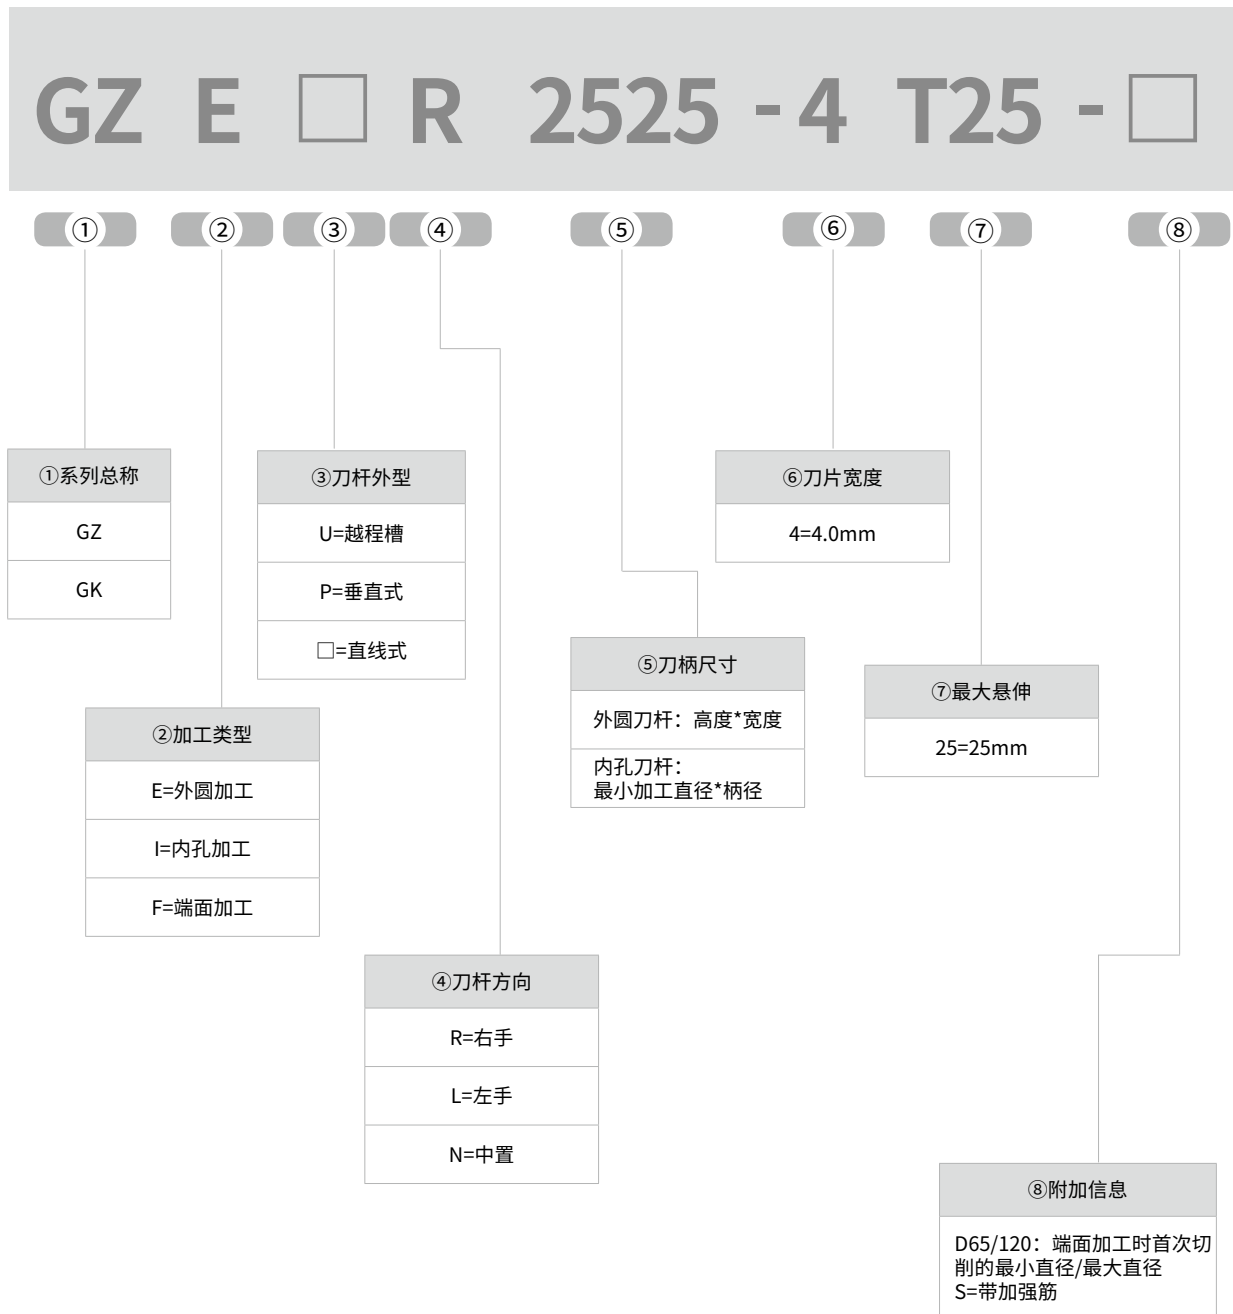 GZ E □ R 2525 - 4 T25 - □
① ② ③ ④ ⑤ ⑥ ⑦ ⑧
①系列总称
GZ
GK
③刀杆外型
U=越程槽
P=垂直式
□=直线式
⑥刀片宽度
4=4.0mm
⑤刀柄尺寸
外圆刀杆：高度*宽度
内孔刀杆：
最小加工直径*柄径
⑦最大悬伸
25=25mm
②加工类型
E=外圆加工
I=内孔加工
F=端面加工
④刀杆方向
R=右手
L=左手
N=中置
⑧附加信息
D65/120：端面加工时首次切
削的最小直径/最大直径
S=带加强筋